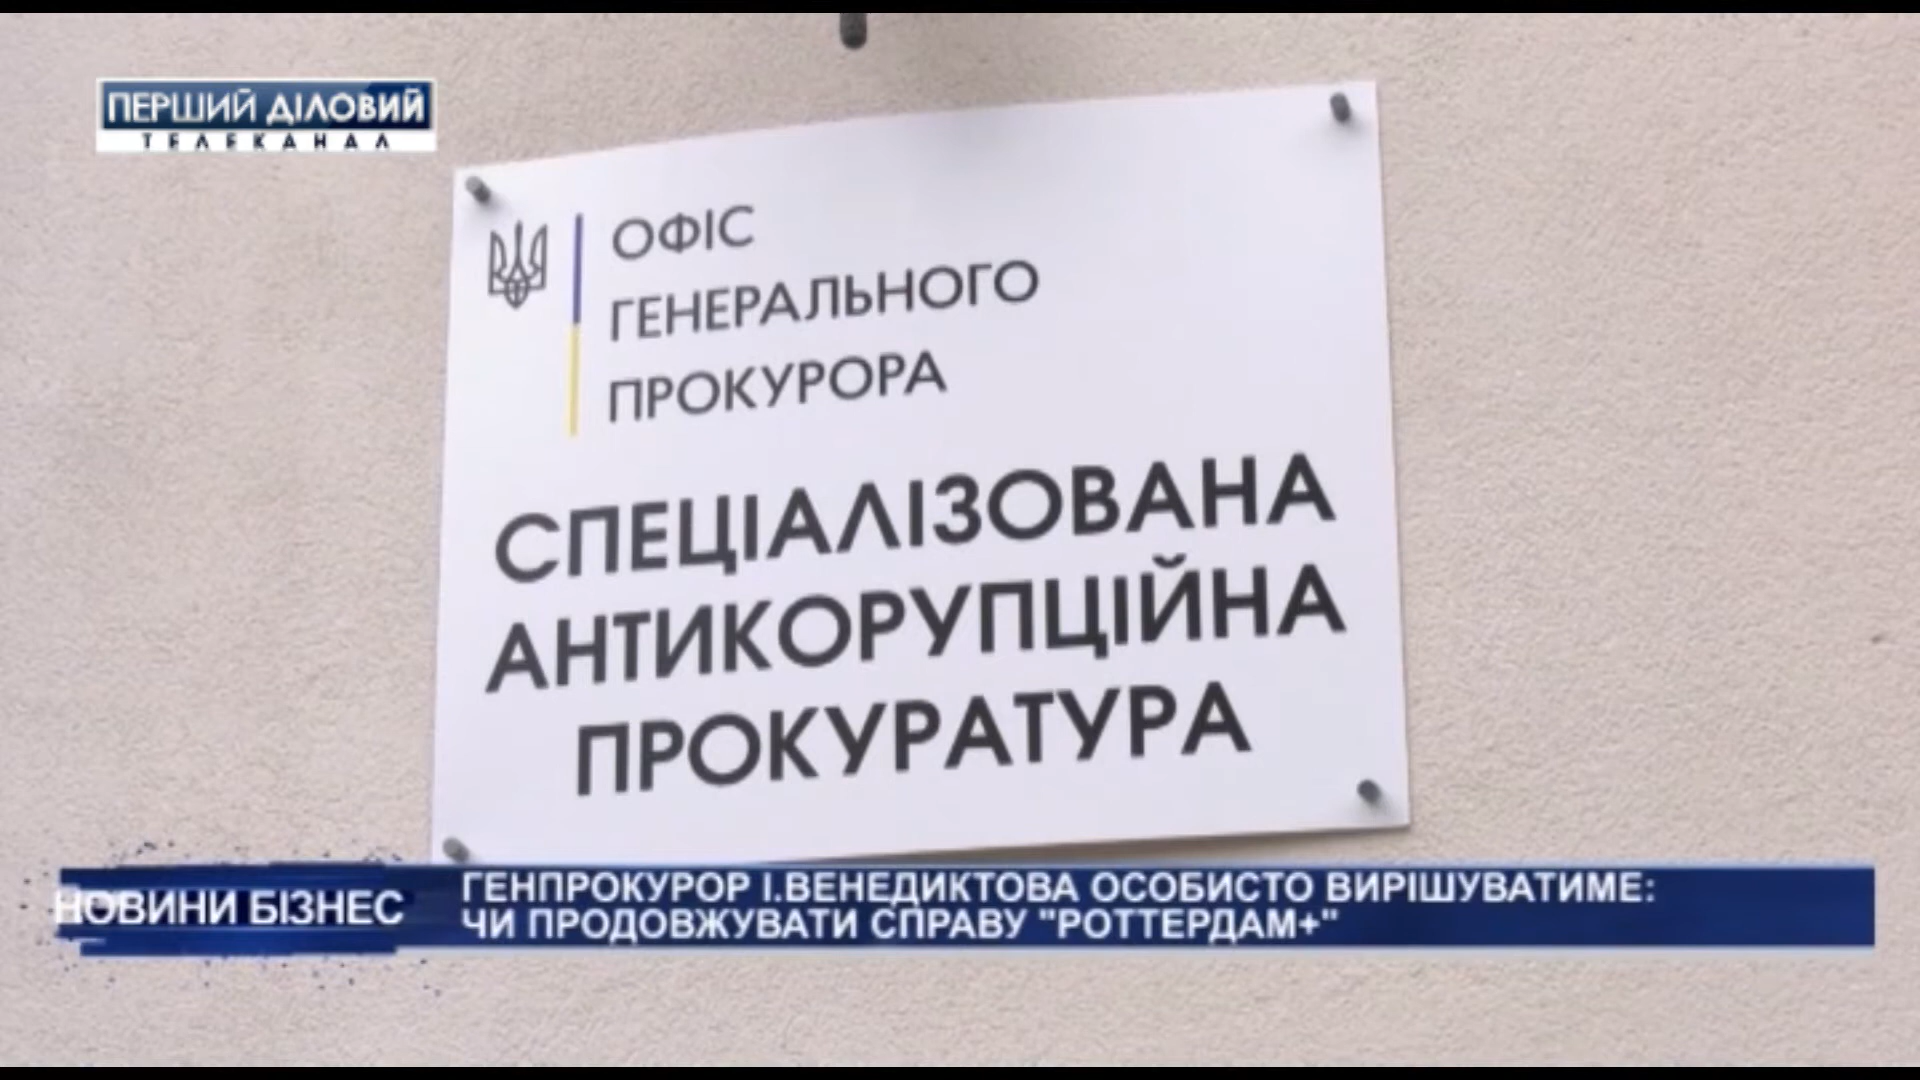 ПЕРШИЙ ДІЛОВИЙ
ТЕЛЕКАНАЛ
ОФІС
ГЕНЕРАЛЬНОГО
ПРОКУРОРА
СПЕЦІАЛІЗОВАНА
АНТИКОРУПЦІЙНА
ПРОКУРАТУРА
НОВИНИ БІЗНЕС
ГЕНПРОКУРОР І.ВЕНЕДИКТОВА ОСОБИСТО ВИРІШУВАТИМЕ:
ЧИ ПРОДОВЖУВАТИ СПРАВУ "РОТТЕРДАМ+"